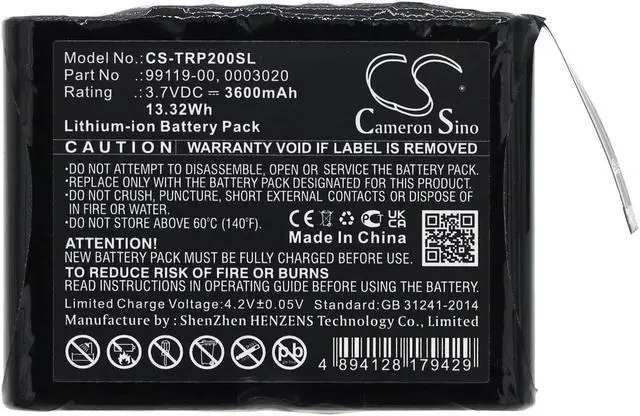 Model No.: CS-TRP200SL
Part No : 99119-00, 0003020
Rating : 3.7VDC ⎓ 3600mAh
13.32Wh
Lithium-ion Battery Pack
CS
Cameron Sino
CAUTION WARRANTY VOID IF LABEL IS REMOVED
•DO NOT ATTEMPT TO DISASSEMBLE, OPEN OR SERVICE THE BATTERY PACK.
•REPLACE ONLY WITH THE BATTERY PACK DESIGNATED FOR THIS PRODUCT.
•DO NOT CRUSH, PUNCTURE, SHORT EXTERNAL CONTACTS OR DISPOSE OF
IN FIRE OR WATER.
•DO NOT STORE ABOVE 60℃ (140℉).
CE EAC UKCA
Made In China
ATTENTION!
NEW BATTERY PACK MUST BE FULLY CHARGED BEFORE USE
TO REDUCE RISK OF FIRE OR BURNS
READ INSTRUCTIONS IN OPERATING GUIDE BEFORE USING THIS BATTERY PACK
Limited Charge Voltage:4.2V±0.05V Standard:GB 31241-2014
Manufacture by : ShenZhen HENZENS Technology Co., Limited
Pb
4 894128 179429